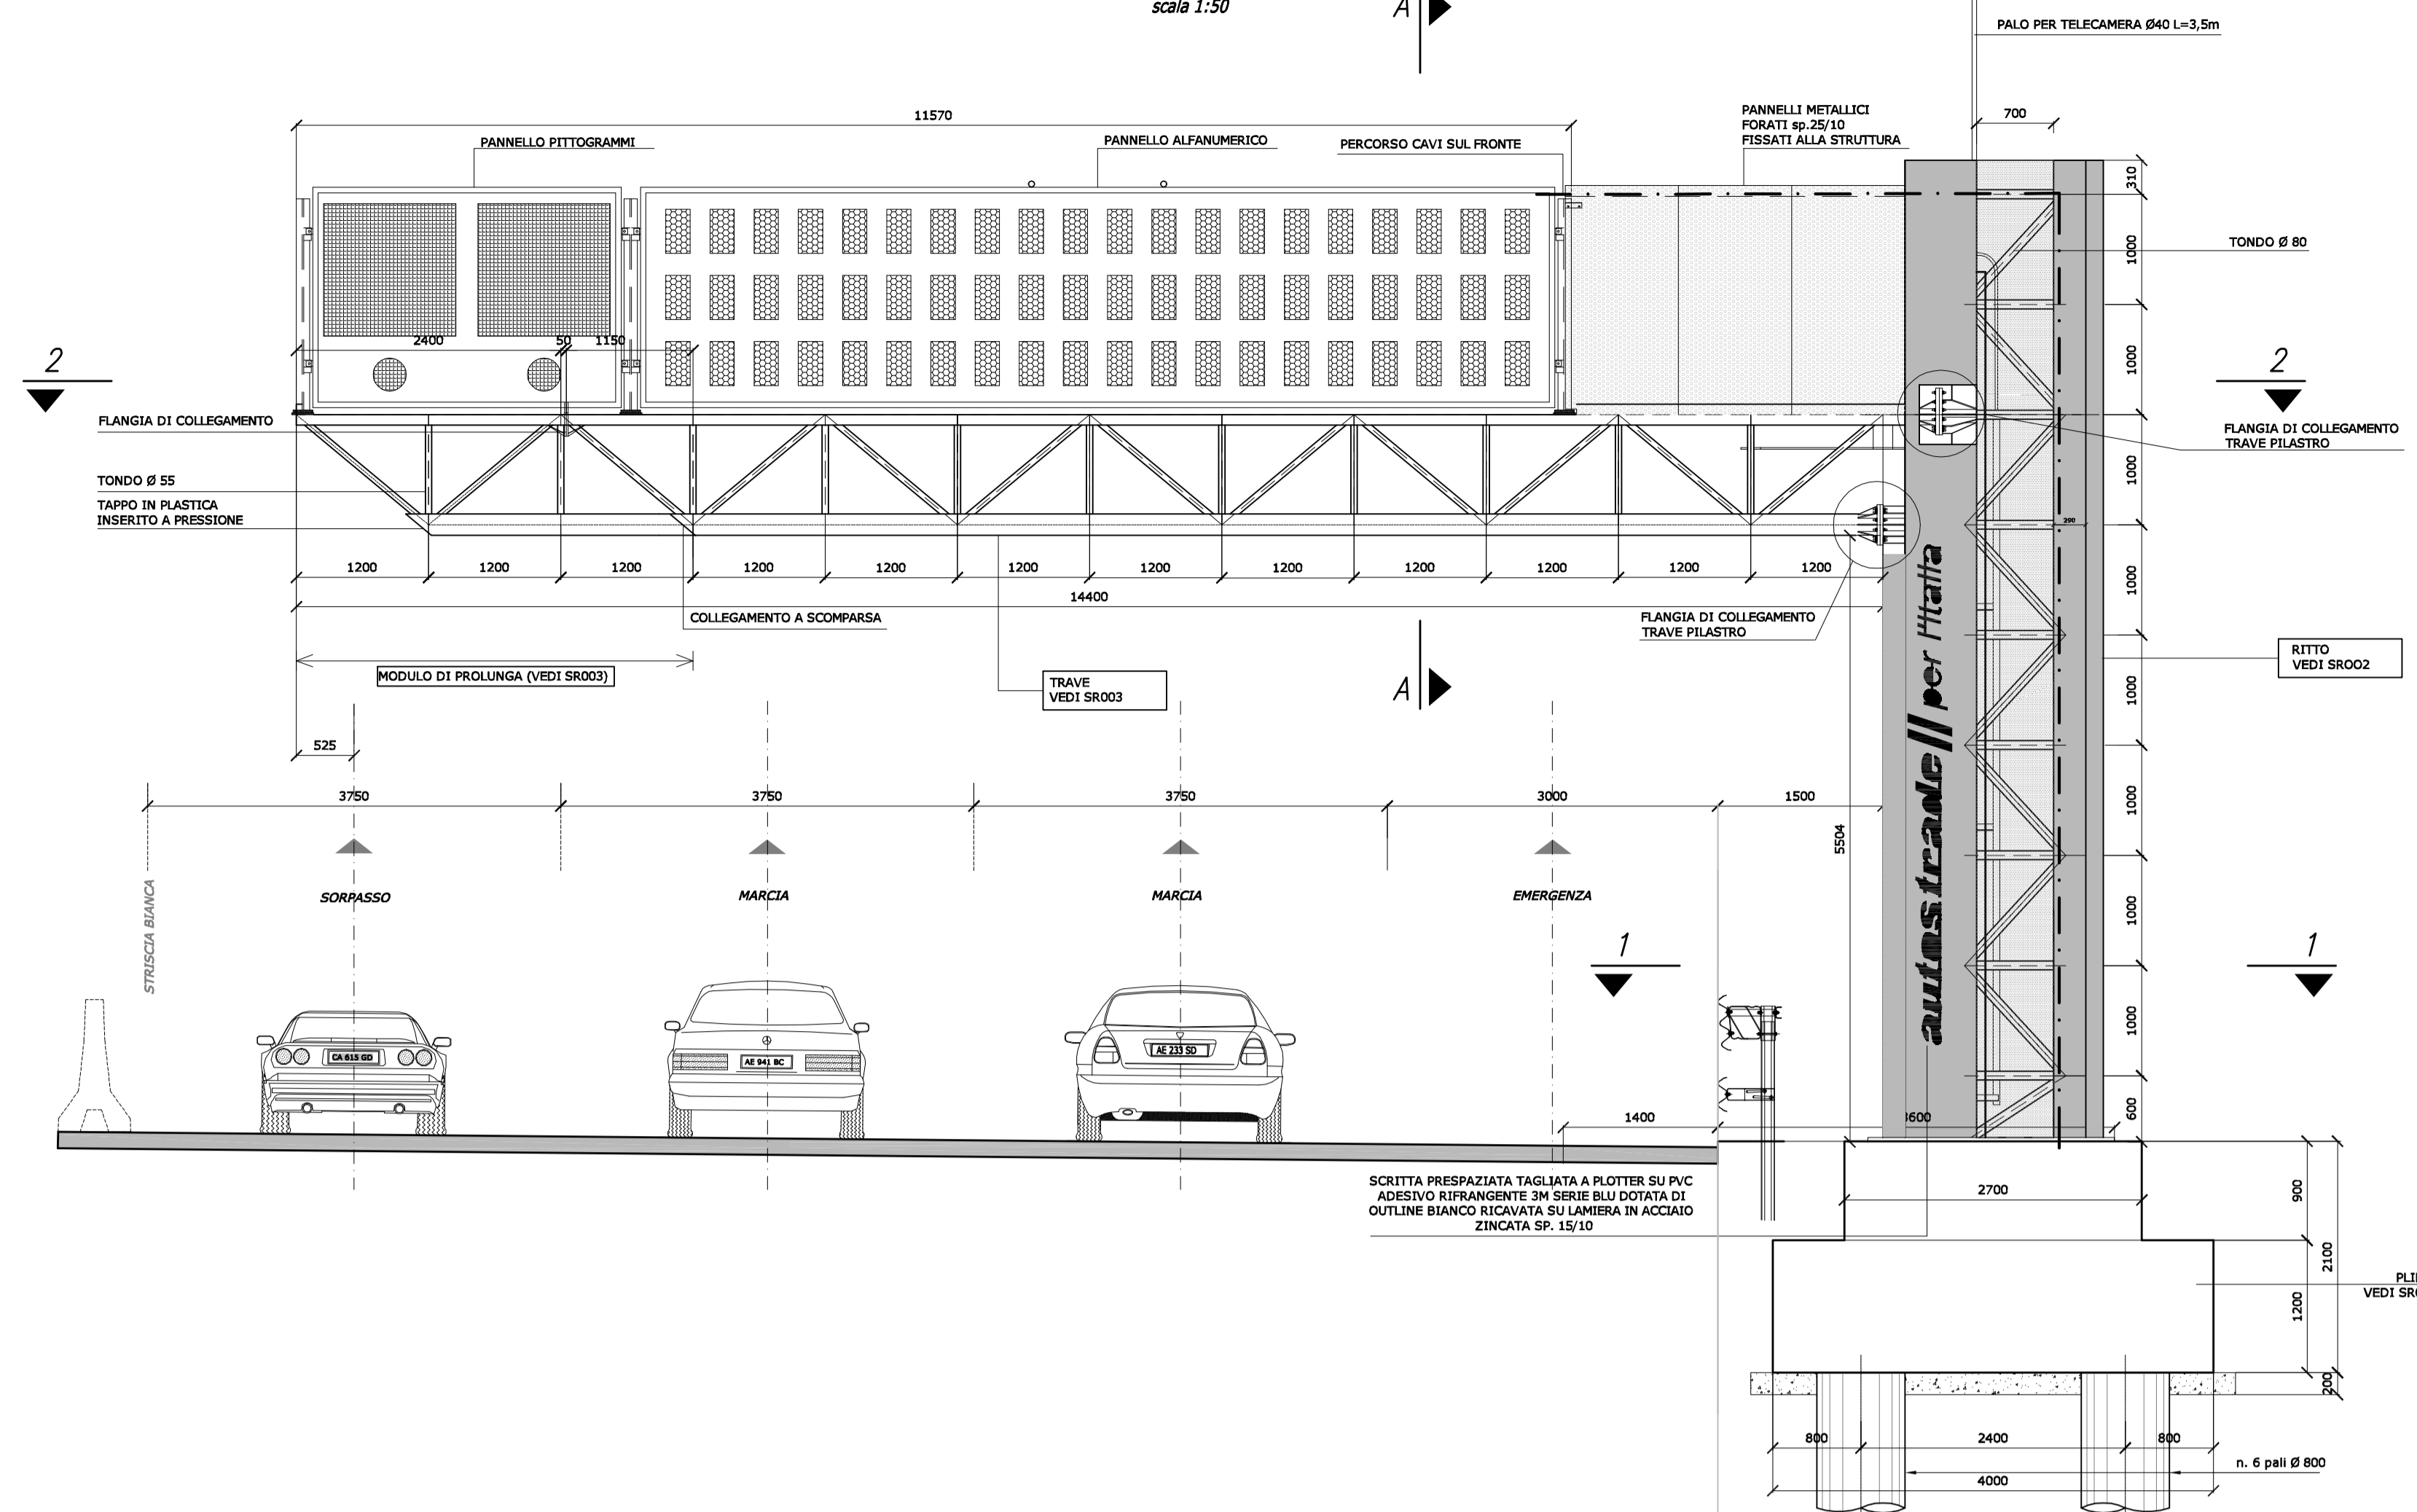 scala 1:50
A
PALO PER TELECAMERA Ø40 L=3,5m
11570
PANNELLO PITTOGRAMMI
PANNELLO ALFANUMERICO
PERCORSO CAVI SUL FRONTE
PANNELLI METALLICI
FORATI sp.25/10
FISSATI ALLA STRUTTURA
700
310
1000
TONDO Ø 80
1000
2400
50
1150
2
2
FLANGIA DI COLLEGAMENTO
FLANGIA DI COLLEGAMENTO
TRAVE PILASTRO
1000
TONDO Ø 55
TAPPO IN PLASTICA
INSERITO A PRESSIONE
290
1200
1200
1200
1200
1200
1200
1200
1200
1200
1200
1200
1200
1000
14400
COLLEGAMENTO A SCOMPARSA
FLANGIA DI COLLEGAMENTO
TRAVE PILASTRO
MODULO DI PROLUNGA (VEDI SR003)
TRAVE
VEDI SR003
A
RITTO
VEDI SROO2
1000
autostrade// per l'Italia
525
3750
3750
3750
3000
1500
5504
1000
STRISCIA BIANCA
SORPASSO
MARCIA
MARCIA
EMERGENZA
1000
1
1
1000
CA 615 GD
AE 941 BC
AE 233 SD
1400
3600
600
SCRITTA PRESPAZIATA TAGLIATA A PLOTTER SU PVC
ADESIVO RIFRANGENTE 3M SERIE BLU DOTATA DI
OUTLINE BIANCO RICAVATA SU LAMIERA IN ACCIAIO
ZINCATA SP. 15/10
2700
900
2100
1200
VEDI
200
800
2400
800
n. 6 pali Ø 800
4000